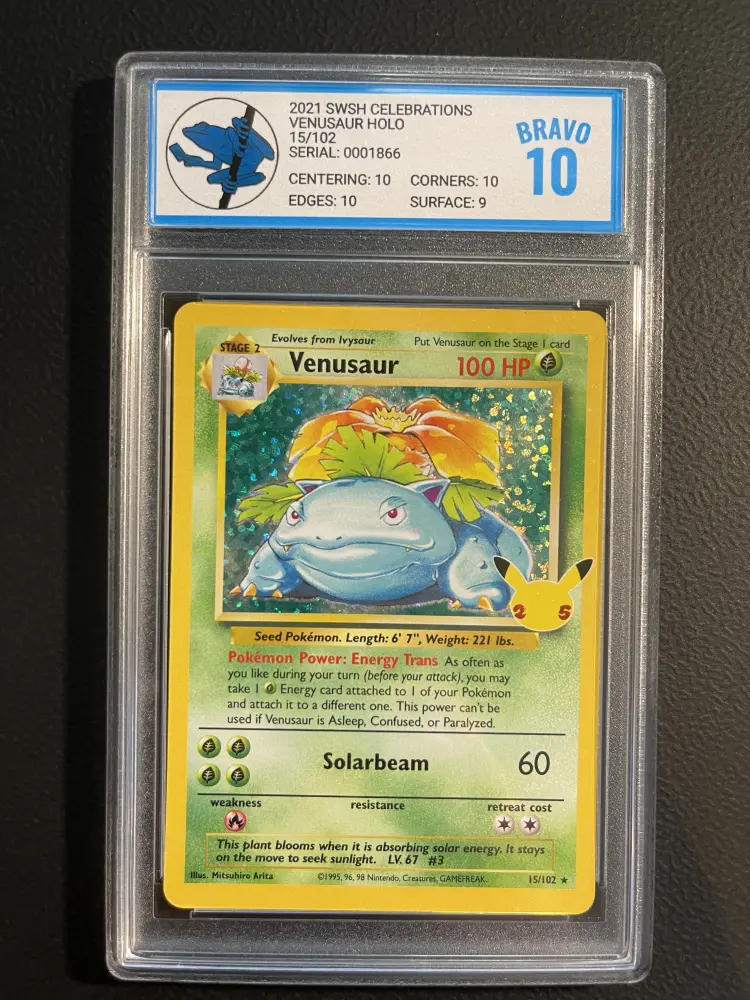 2021 SWSH CELEBRATIONS
VENUSAUR HOLO
15/102
SERIAL: 0001866
CENTERING: 10 CORNERS: 10
EDGES: 10 SURFACE: 9
BRAVO
10
Evolves from Ivysaur Put Venusaur on the Stage 1 card
STAGE 2
Venusaur 100 HP
25
Seed Pokémon. Length: 6' 7", Weight: 221 lbs.
Pokémon Power: Energy Trans As often as
you like during your turn (before your attack), you may
take 1 Energy card attached to 1 of your Pokémon
and attach it to a different one. This power can't be
used if Venusaur is Asleep, Confused, or Paralyzed.
Solarbeam 60
weakness resistance retreat cost
This plant blooms when it is absorbing solar energy. It stays
on the move to seek sunlight. LV. 67 #3
Illus. Mitsuhiro Arita ©1995, 96, 98 Nintendo, Creatures, GAMEFREAK. 15/102 ★